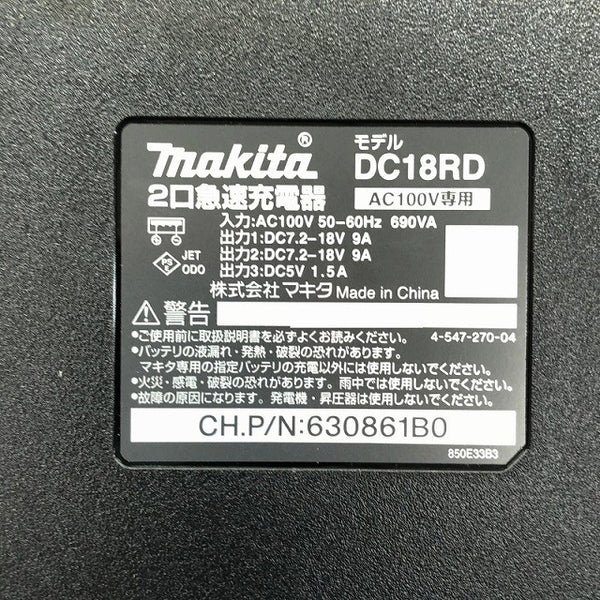 makita® モデル DC18RD
2口急速充電器 AC100V専用
入力:AC100V 50-60Hz 690VA
出力1:DC7.2-18V 9A
出力2:DC7.2-18V 9A
出力3:DC5V 1.5A
PS E JET
ODO
株式会社マキタ Made in China
警告
●ご使用前に取扱説明書を必ずよくお読みください。 4-547-270-04
●バッテリの液漏れ・発熱・破裂の恐れがあります。
マキタ専用の指定バッテリの充電以外には使用しないでください。
●火災・感電・破裂の恐れがあります。雨中では使用しないでください。
●故障の原因になります。発電機・昇圧器は使用しないでください。
CH.P/N:630861B0
850E33B3